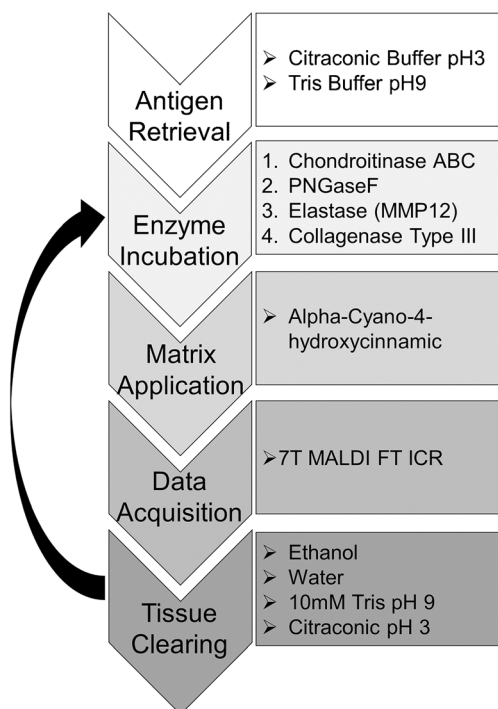 Antigen
Retrieval
➢ Citraconic Buffer pH3
➢ Tris Buffer pH9
Enzyme
Incubation
1. Chondroitinase ABC
2. PNGaseF
3. Elastase (MMP12)
4. Collagenase Type III
Matrix
Application
➢ Alpha-Cyano-4-
hydroxycinnamic
Data
Acquisition
➢7T MALDI FT ICR
Tissue
Clearing
➢ Ethanol
➢ Water
➢ 10mM Tris pH 9
➢ Citraconic pH 3